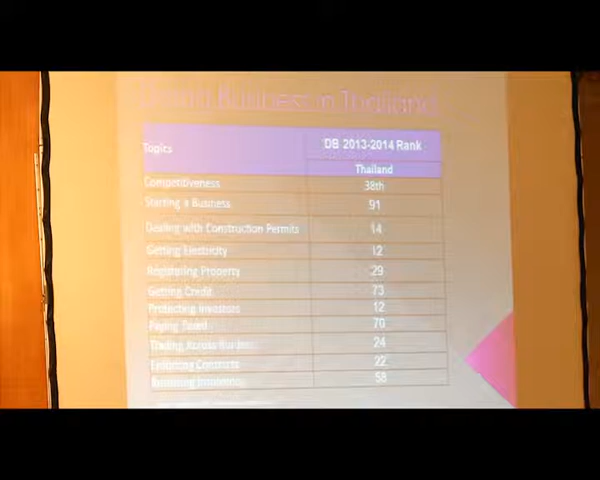 in Thailand
Topics DB 2013-2014 Rank
Thailand
Competitiveness 38th
Starting a Business 91
Dealing with Construction Permits 14
Getting Electricity 12
Registering Property 29
Getting Credit 73
Protecting Investors 12
Paying Taxes 70
Trading Across Borders 24
Enforcing Contracts 22
58